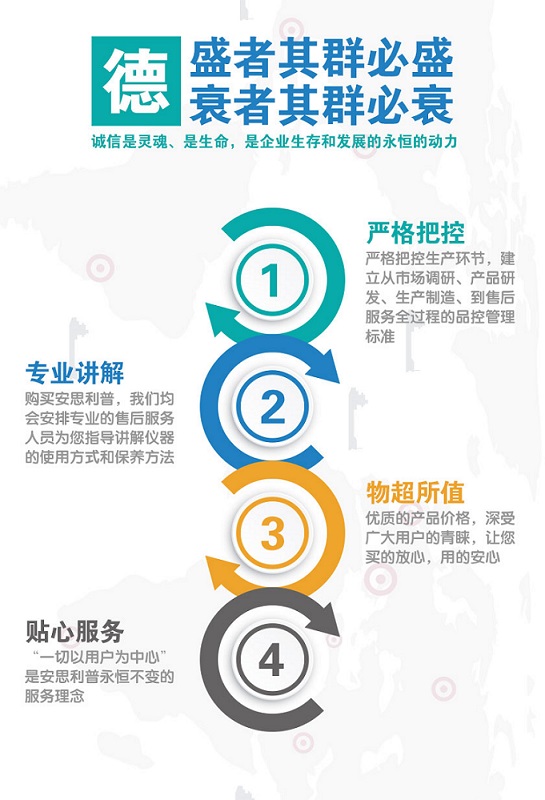 德
盛者其群必盛
衰者其群必衰
诚信是灵魂、是生命，是企业生存和发展的永恒的动力
1
严格把控
严格把控生产环节，建
立从市场调研、产品研
发、生产制造、到售后
服务全过程的品控管理
标准
专业讲解
购买安思利普，我们均
会安排专业的售后服务
人员为您指导讲解仪器
的使用方式和保养方法
2
物超所值
优质的产品价格，深受
广大用户的青睐，让您
买的放心，用的安心
3
贴心服务
“一切以用户为中心”
是安思利普永恒不变的
服务理念
4